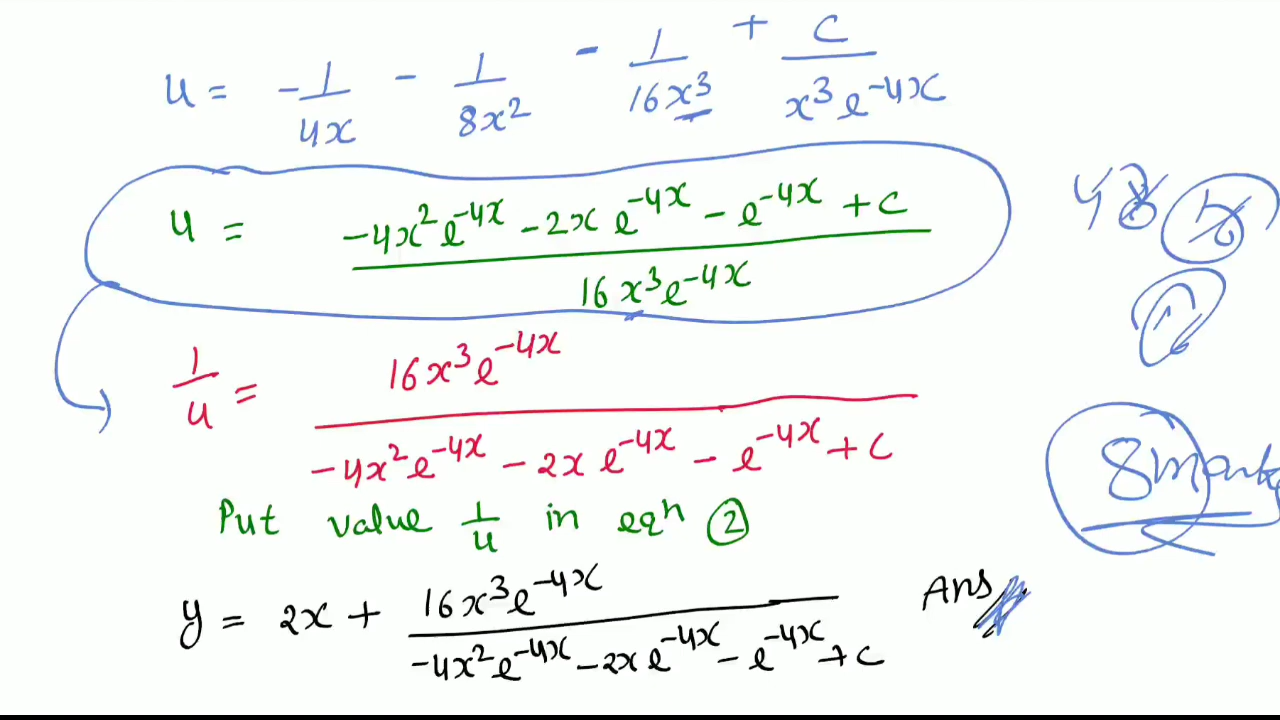 u = -1/4x - 1/8x² - 1/16x³ + c/x³e^-4x
u = (-4x²e^-4x - 2x e^-4x - e^-4x + c)/16x³e^-4x
1/u = 16x³e^-4x/(-4x²e^-4x - 2x e^-4x - e^-4x + c)
8 marks
Put value 1/u in eqn ②
y = 2x + 16x³e^-4x/(-4x²e^-4x - 2x e^-4x - e^-4x + c) Ans